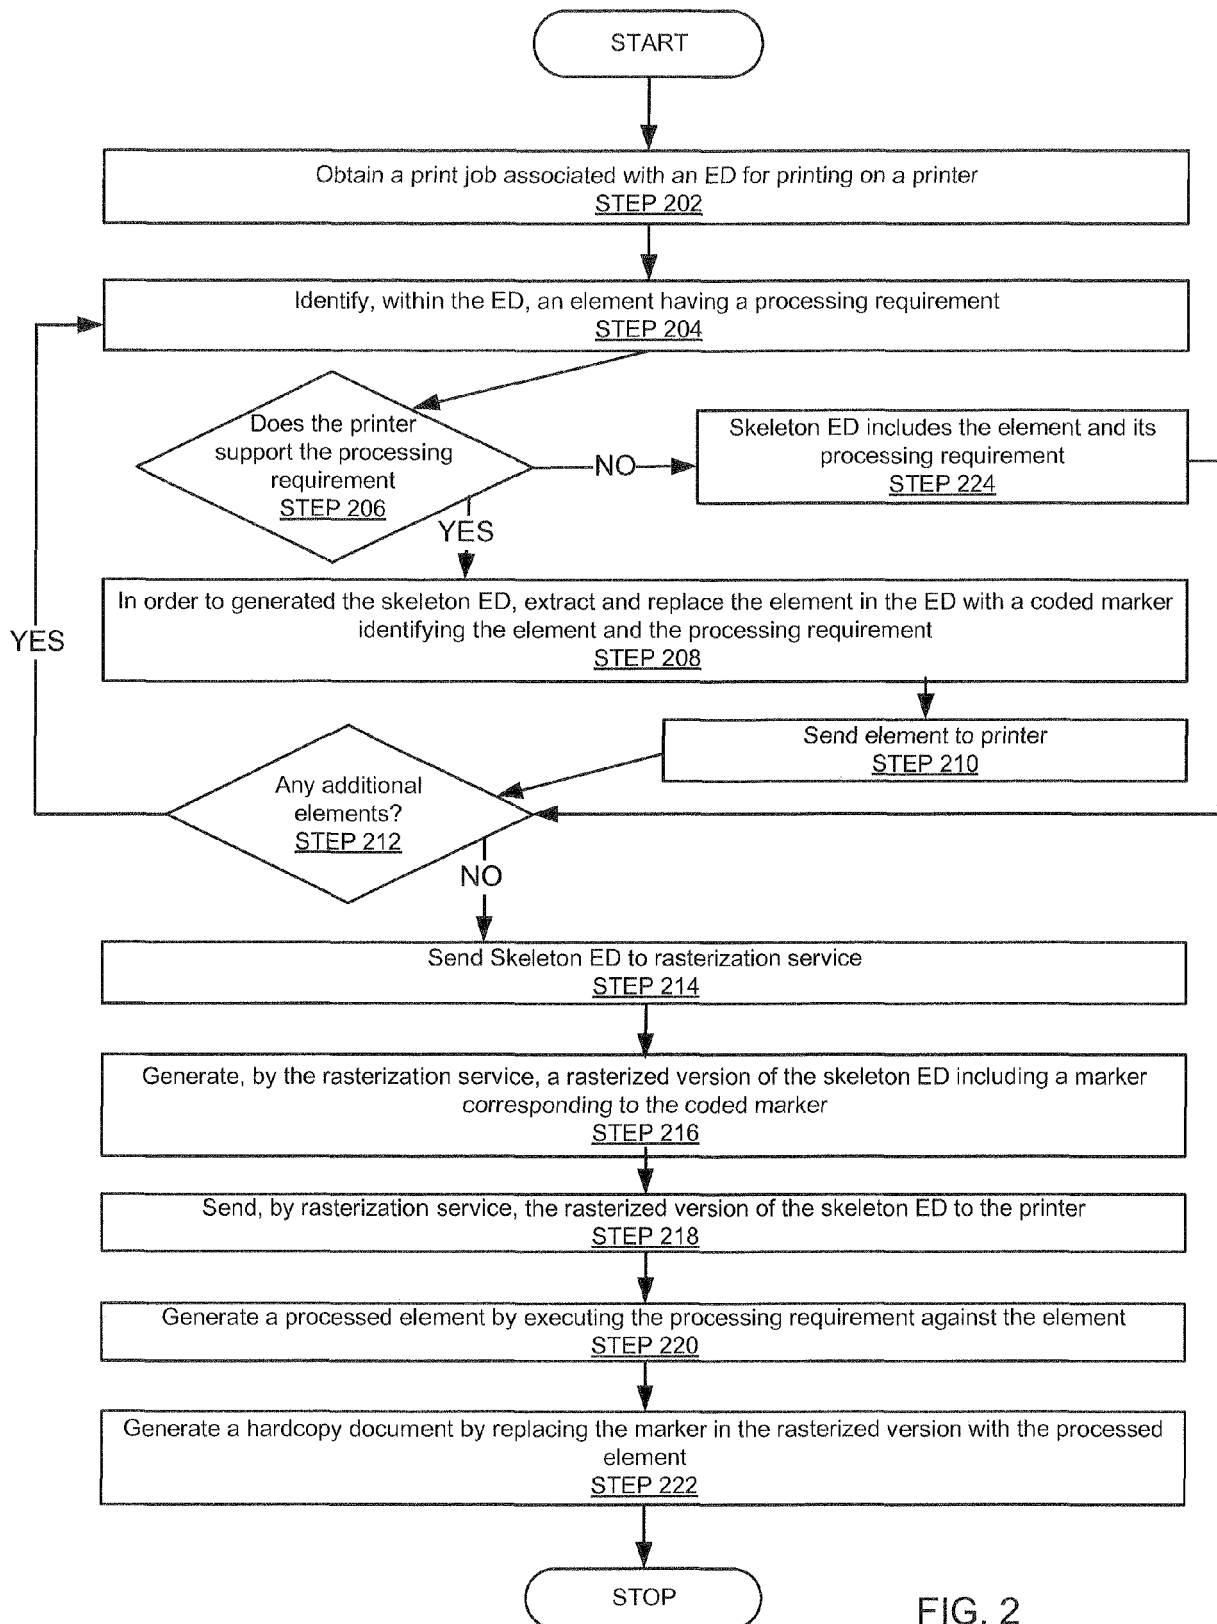 START
Obtain a print job associated with an ED for printing on a printer
STEP 202
Identify, within the ED, an element having a processing requirement
STEP 204
Does the printer
support the processing
requirement
STEP 206
NO
Skeleton ED includes the element and its
processing requirement
STEP 224
YES
In order to generated the skeleton ED, extract and replace the element in the ED with a coded marker
identifying the element and the processing requirement
STEP 208
YES
Send element to printer
STEP 210
Any additional
elements?
STEP 212
NO
Send Skeleton ED to rasterization service
STEP 214
Generate, by the rasterization service, a rasterized version of the skeleton ED including a marker
corresponding to the coded marker
STEP 216
Send, by rasterization service, the rasterized version of the skeleton ED to the printer
STEP 218
Generate a processed element by executing the processing requirement against the element
STEP 220
Generate a hardcopy document by replacing the marker in the rasterized version with the processed
element
STEP 222
STOP
FIG. 2